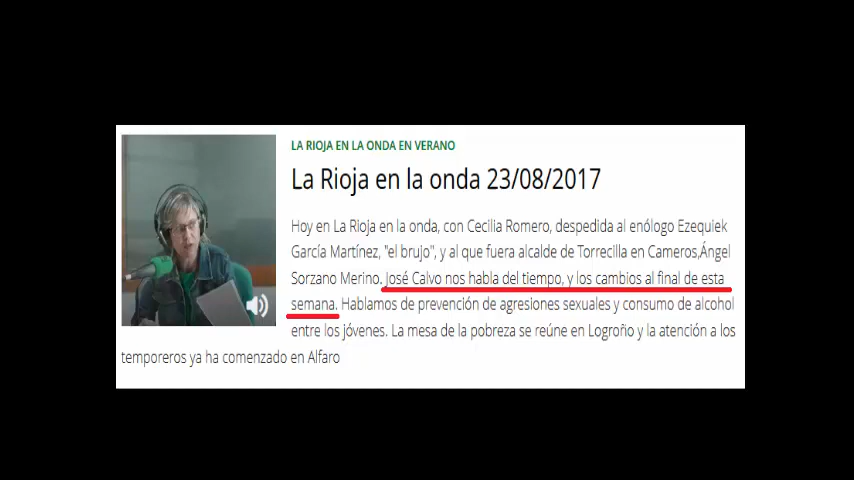 LA RIOJA EN LA ONDA EN VERANO
La Rioja en la onda 23/08/2017
Hoy en La Rioja en la onda, con Cecilia Romero, despedida al enólogo Ezequiek
García Martínez, "el brujo", y al que fuera alcalde de Torrecilla en Cameros,Ángel
Sorzano Merino. José Calvo nos habla del tiempo, y los cambios al final de esta
semana. Hablamos de prevención de agresiones sexuales y consumo de alcohol
entre los jóvenes. La mesa de la pobreza se reúne en Logroño y la atención a los
temporeros ya ha comenzado en Alfaro